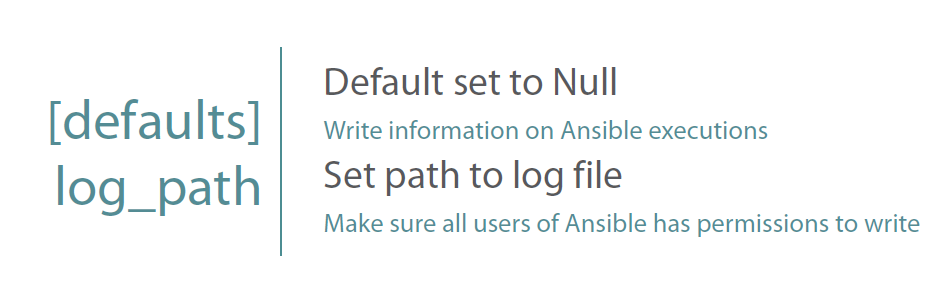 [defaults]
log_path
Default set to Null
Write information on Ansible executions
Set path to log file
Make sure all users of Ansible has permissions to write